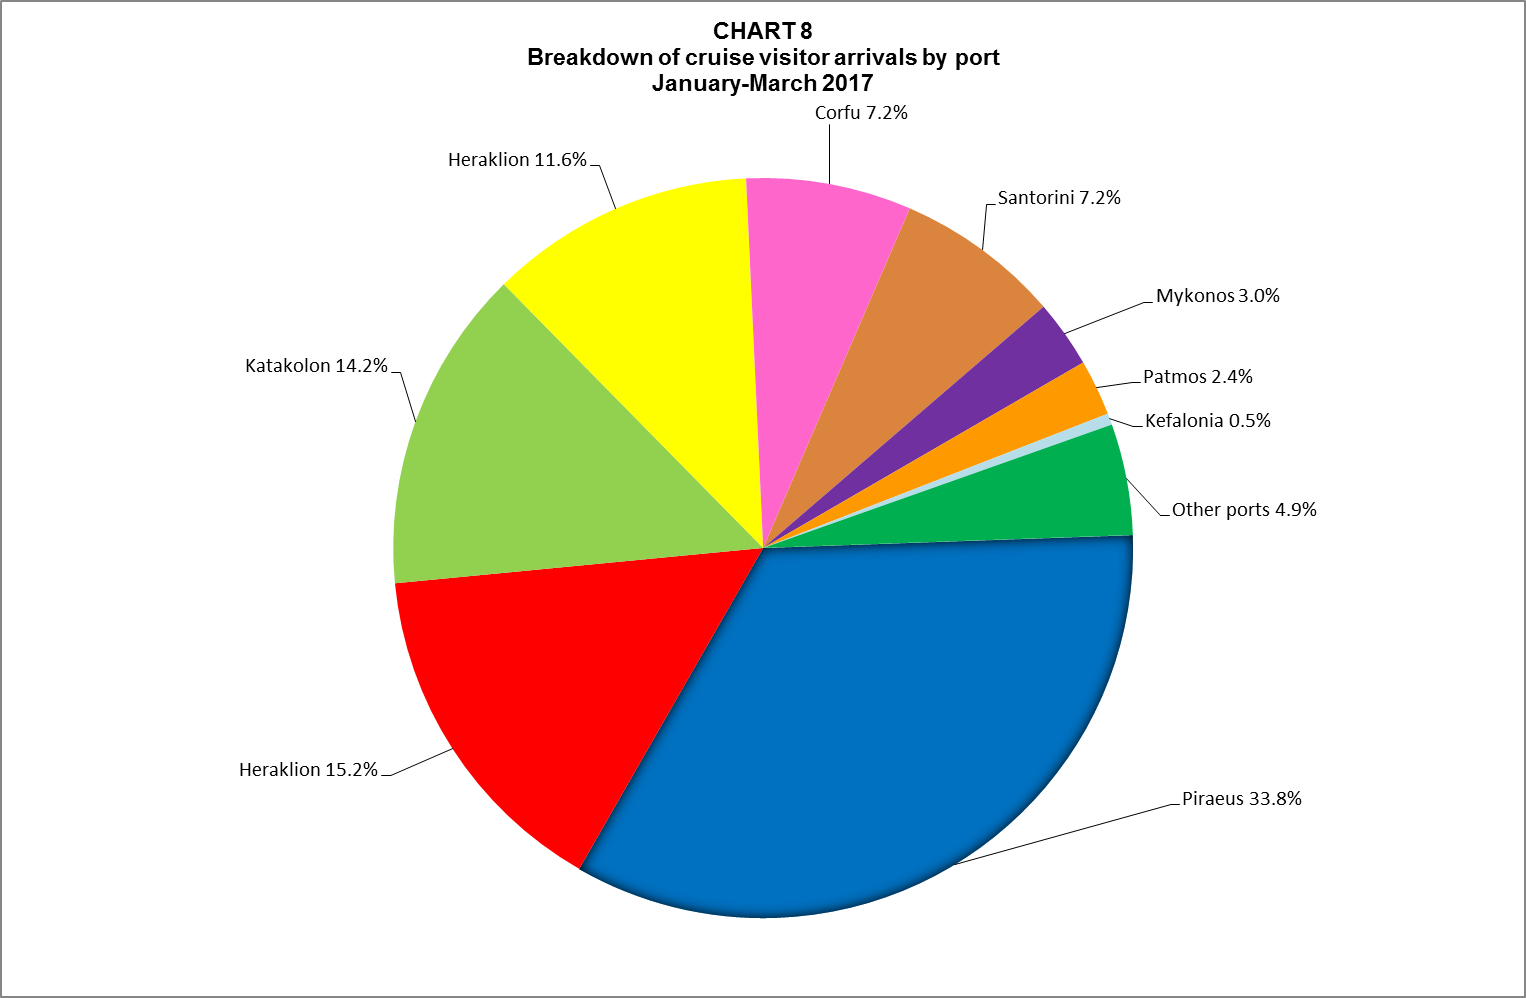 CHART 8
Breakdown of cruise visitor arrivals by port
January-March 2017
Corfu 7.2%
Heraklion 11.6%
Santorini 7.2%
Mykonos 3.0%
Katakolon 14.2%
Patmos 2.4%
Kefalonia 0.5%
Other ports 4.9%
Heraklion 15.2%
Piraeus 33.8%